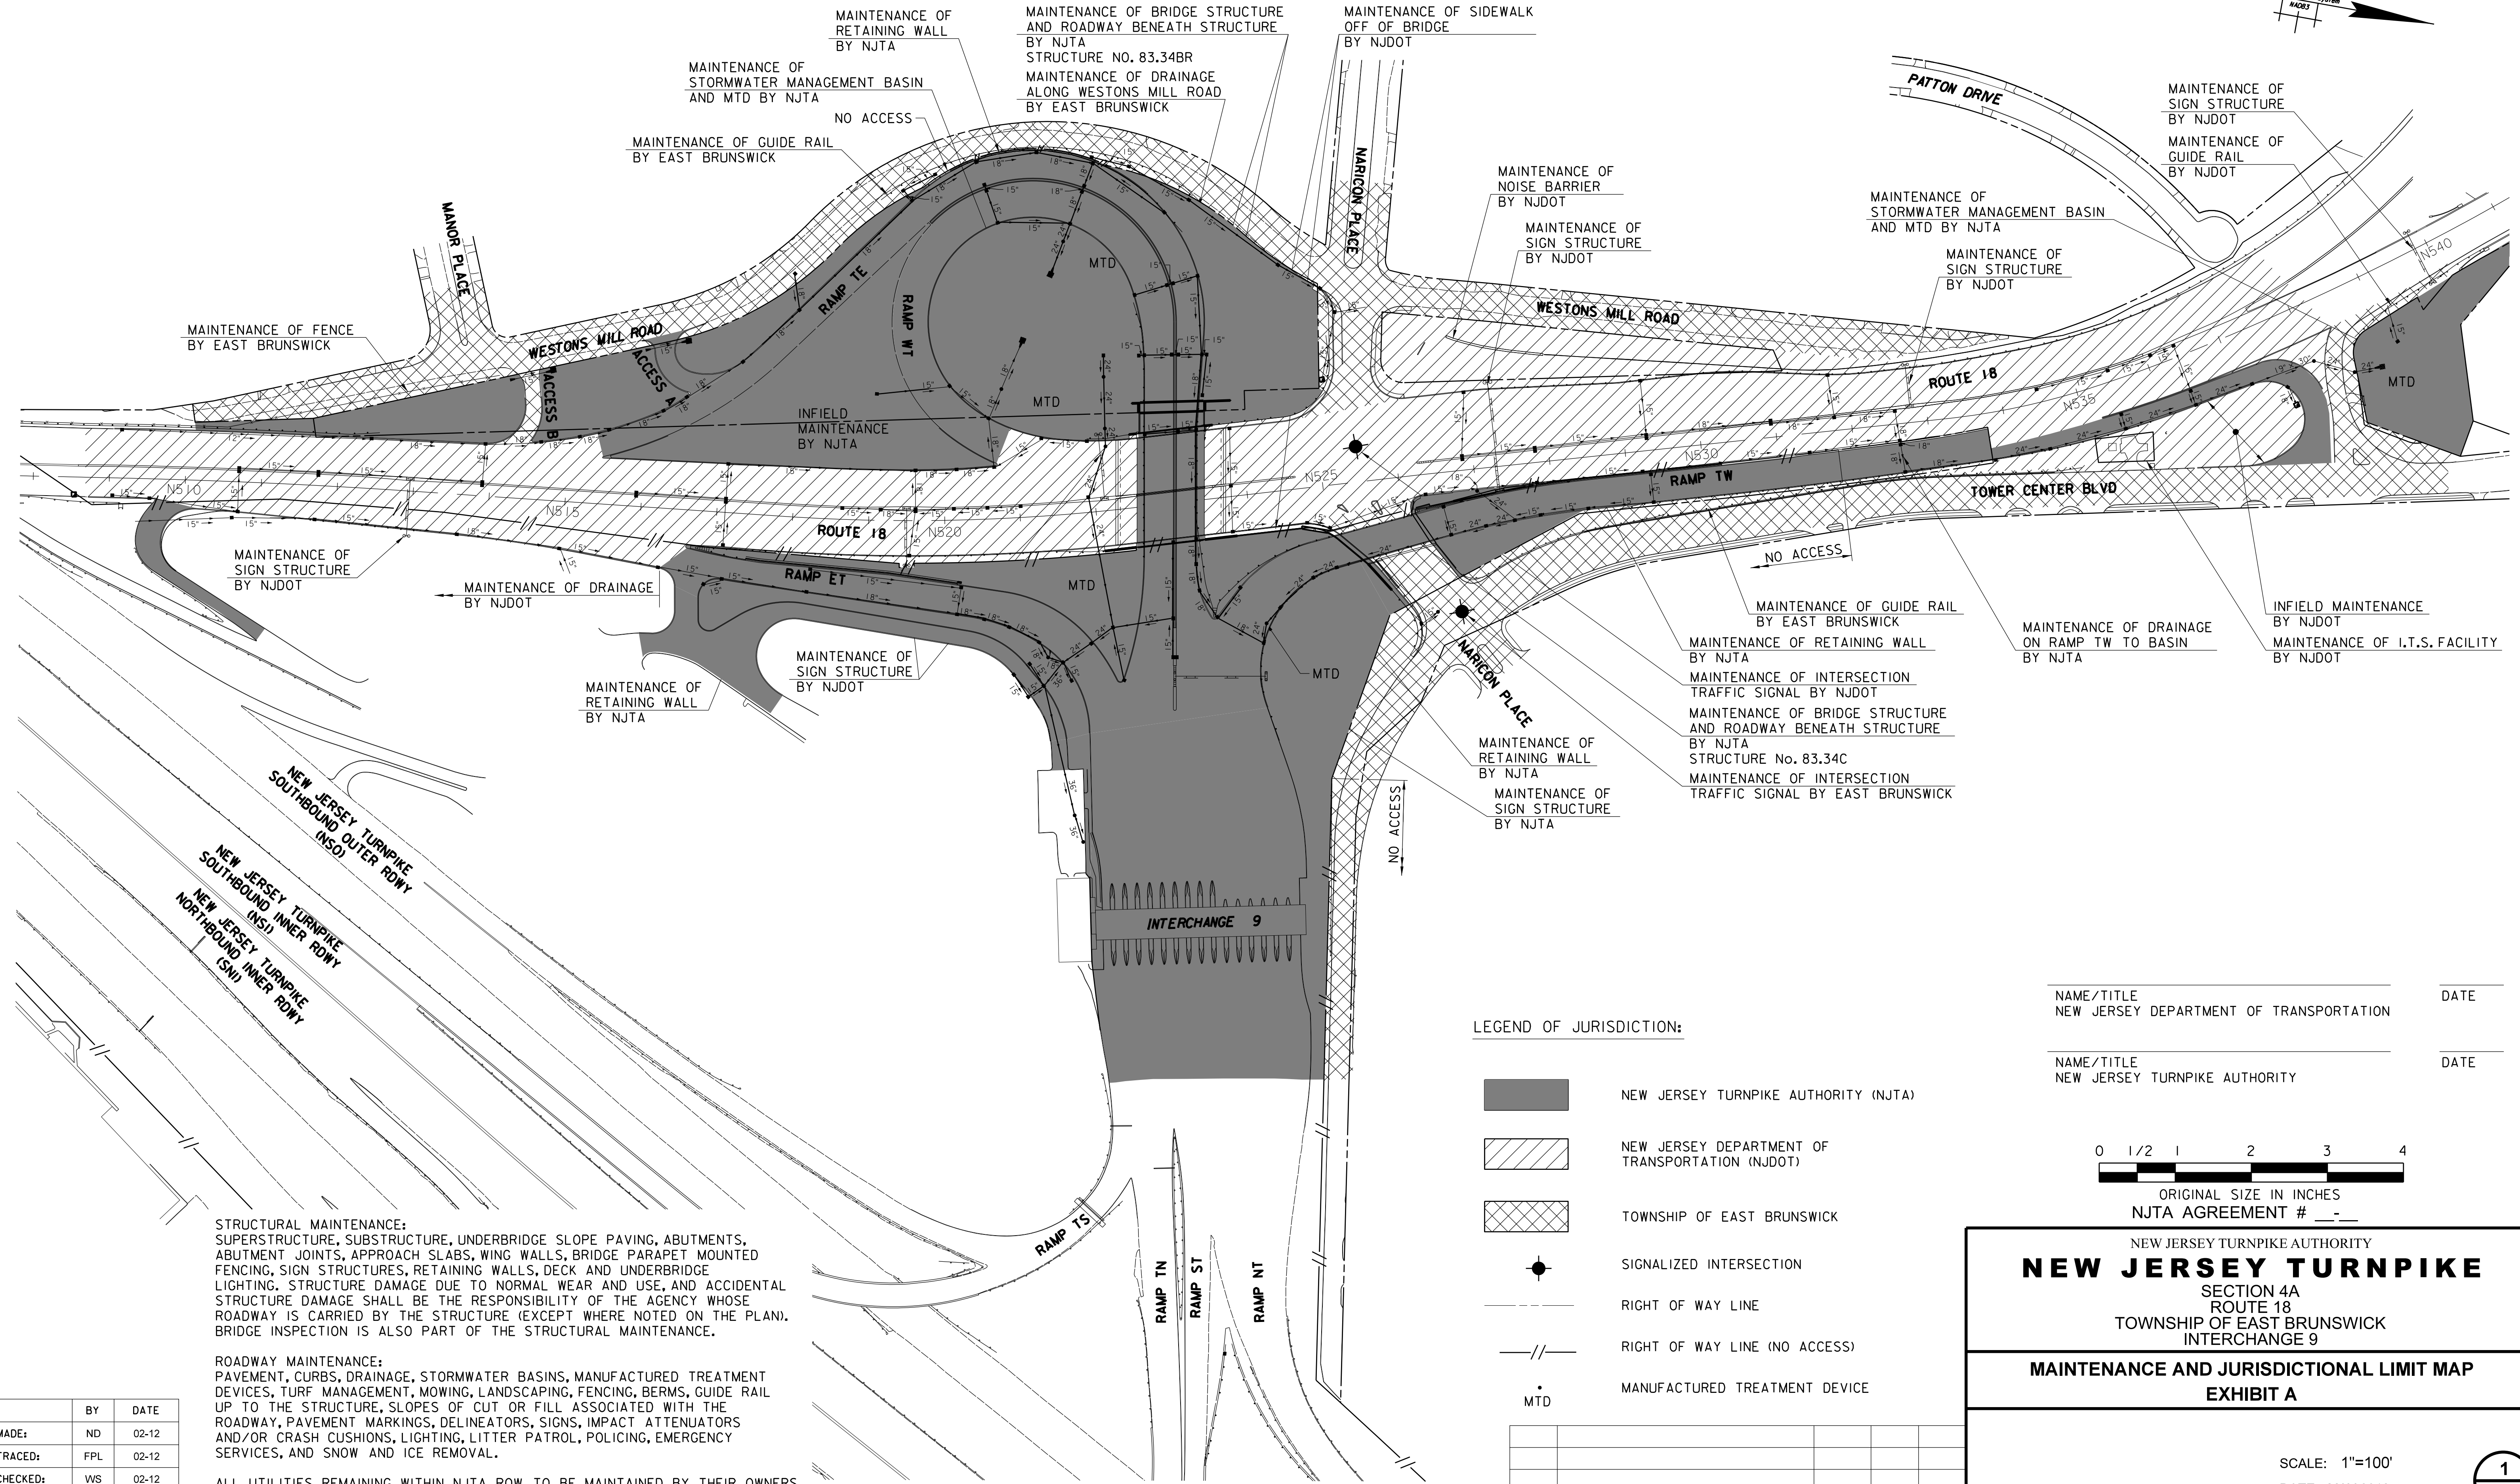 MAINTENANCE OF
RETAINING WALL
BY NJTA
MAINTENANCE OF BRIDGE STRUCTURE
AND ROADWAY BENEATH STRUCTURE
BY NJTA
STRUCTURE NO. 83.34BR
MAINTENANCE OF DRAINAGE
ALONG WESTONS MILL ROAD
BY EAST BRUNSWICK
MAINTENANCE OF SIDEWALK
OFF OF BRIDGE
BY NJDOT
NAD83
MAINTENANCE OF
STORMWATER MANAGEMENT BASIN
AND MTD BY NJTA
NO ACCESS
MAINTENANCE OF GUIDE RAIL
BY EAST BRUNSWICK
PATTON DRIVE
MAINTENANCE OF
SIGN STRUCTURE
BY NJDOT
MAINTENANCE OF
GUIDE RAIL
BY NJDOT
MAINTENANCE OF
NOISE BARRIER
BY NJDOT
MAINTENANCE OF
SIGN STRUCTURE
BY NJDOT
MAINTENANCE OF
STORMWATER MANAGEMENT BASIN
AND MTD BY NJTA
MAINTENANCE OF
SIGN STRUCTURE
BY NJDOT
MANOR PLACE
NARICON PLACE
MAINTENANCE OF FENCE
BY EAST BRUNSWICK
WESTONS MILL ROAD
ACCESS B
ACCESS A
RAMP TE
RAMP WT
MTD
MTD
INFIELD
MAINTENANCE
BY NJTA
WESTONS MILL ROAD
ROUTE 18
N540
N535
N530
N525
MTD
N510
N515
N520
ROUTE 18
RAMP TW
TOWER CENTER BLVD
NO ACCESS
MAINTENANCE OF
SIGN STRUCTURE
BY NJDOT
MAINTENANCE OF DRAINAGE
BY NJDOT
RAMP ET
MTD
MTD
MAINTENANCE OF
SIGN STRUCTURE
BY NJDOT
MAINTENANCE OF
RETAINING WALL
BY NJTA
NARICON PLACE
MAINTENANCE OF GUIDE RAIL
BY EAST BRUNSWICK
MAINTENANCE OF RETAINING WALL
BY NJTA
MAINTENANCE OF INTERSECTION
TRAFFIC SIGNAL BY NJDOT
MAINTENANCE OF BRIDGE STRUCTURE
AND ROADWAY BENEATH STRUCTURE
BY NJTA
STRUCTURE No. 83.34C
MAINTENANCE OF INTERSECTION
TRAFFIC SIGNAL BY EAST BRUNSWICK
MAINTENANCE OF DRAINAGE
ON RAMP TW TO BASIN
BY NJTA
INFIELD MAINTENANCE
BY NJDOT
MAINTENANCE OF I.T.S. FACILITY
BY NJDOT
MAINTENANCE OF
RETAINING WALL
BY NJTA
MAINTENANCE OF
SIGN STRUCTURE
BY NJTA
NO ACCESS
NEW JERSEY TURNPIKE
SOUTHBOUND OUTER RDWY
(NSO)
NEW JERSEY TURNPIKE
SOUTHBOUND INNER RDWY
(NSI)
NEW JERSEY TURNPIKE
NORTHBOUND INNER RDWY
(SNI)
INTERCHANGE 9
RAMP TS
RAMP TN
RAMP ST
RAMP NT
LEGEND OF JURISDICTION:
NEW JERSEY TURNPIKE AUTHORITY (NJTA)
NEW JERSEY DEPARTMENT OF
TRANSPORTATION (NJDOT)
TOWNSHIP OF EAST BRUNSWICK
SIGNALIZED INTERSECTION
RIGHT OF WAY LINE
RIGHT OF WAY LINE (NO ACCESS)
MTD
MANUFACTURED TREATMENT DEVICE
NAME/TITLE
NEW JERSEY DEPARTMENT OF TRANSPORTATION
DATE
NAME/TITLE
NEW JERSEY TURNPIKE AUTHORITY
DATE
0 1/2 1 2 3 4
ORIGINAL SIZE IN INCHES
NJTA AGREEMENT # __-__
NEW JERSEY TURNPIKE AUTHORITY
NEW JERSEY TURNPIKE
SECTION 4A
ROUTE 18
TOWNSHIP OF EAST BRUNSWICK
INTERCHANGE 9
MAINTENANCE AND JURISDICTIONAL LIMIT MAP
EXHIBIT A
SCALE: 1"=100'
1
STRUCTURAL MAINTENANCE:
SUPERSTRUCTURE, SUBSTRUCTURE, UNDERBRIDGE SLOPE PAVING, ABUTMENTS,
ABUTMENT JOINTS, APPROACH SLABS, WING WALLS, BRIDGE PARAPET MOUNTED
FENCING, SIGN STRUCTURES, RETAINING WALLS, DECK AND UNDERBRIDGE
LIGHTING. STRUCTURE DAMAGE DUE TO NORMAL WEAR AND USE, AND ACCIDENTAL
STRUCTURE DAMAGE SHALL BE THE RESPONSIBILITY OF THE AGENCY WHOSE
ROADWAY IS CARRIED BY THE STRUCTURE (EXCEPT WHERE NOTED ON THE PLAN).
BRIDGE INSPECTION IS ALSO PART OF THE STRUCTURAL MAINTENANCE.
ROADWAY MAINTENANCE:
PAVEMENT, CURBS, DRAINAGE, STORMWATER BASINS, MANUFACTURED TREATMENT
DEVICES, TURF MANAGEMENT, MOWING, LANDSCAPING, FENCING, BERMS, GUIDE RAIL
UP TO THE STRUCTURE, SLOPES OF CUT OR FILL ASSOCIATED WITH THE
ROADWAY, PAVEMENT MARKINGS, DELINEATORS, SIGNS, IMPACT ATTENUATORS
AND/OR CRASH CUSHIONS, LIGHTING, LITTER PATROL, POLICING, EMERGENCY
SERVICES, AND SNOW AND ICE REMOVAL.
ALL UTILITIES REMAINING WITHIN NJTA ROW TO BE MAINTAINED BY THEIR OWNERS
BY DATE
MADE: ND 02-12
TRACED: FPL 02-12
CHECKED: WS 02-12